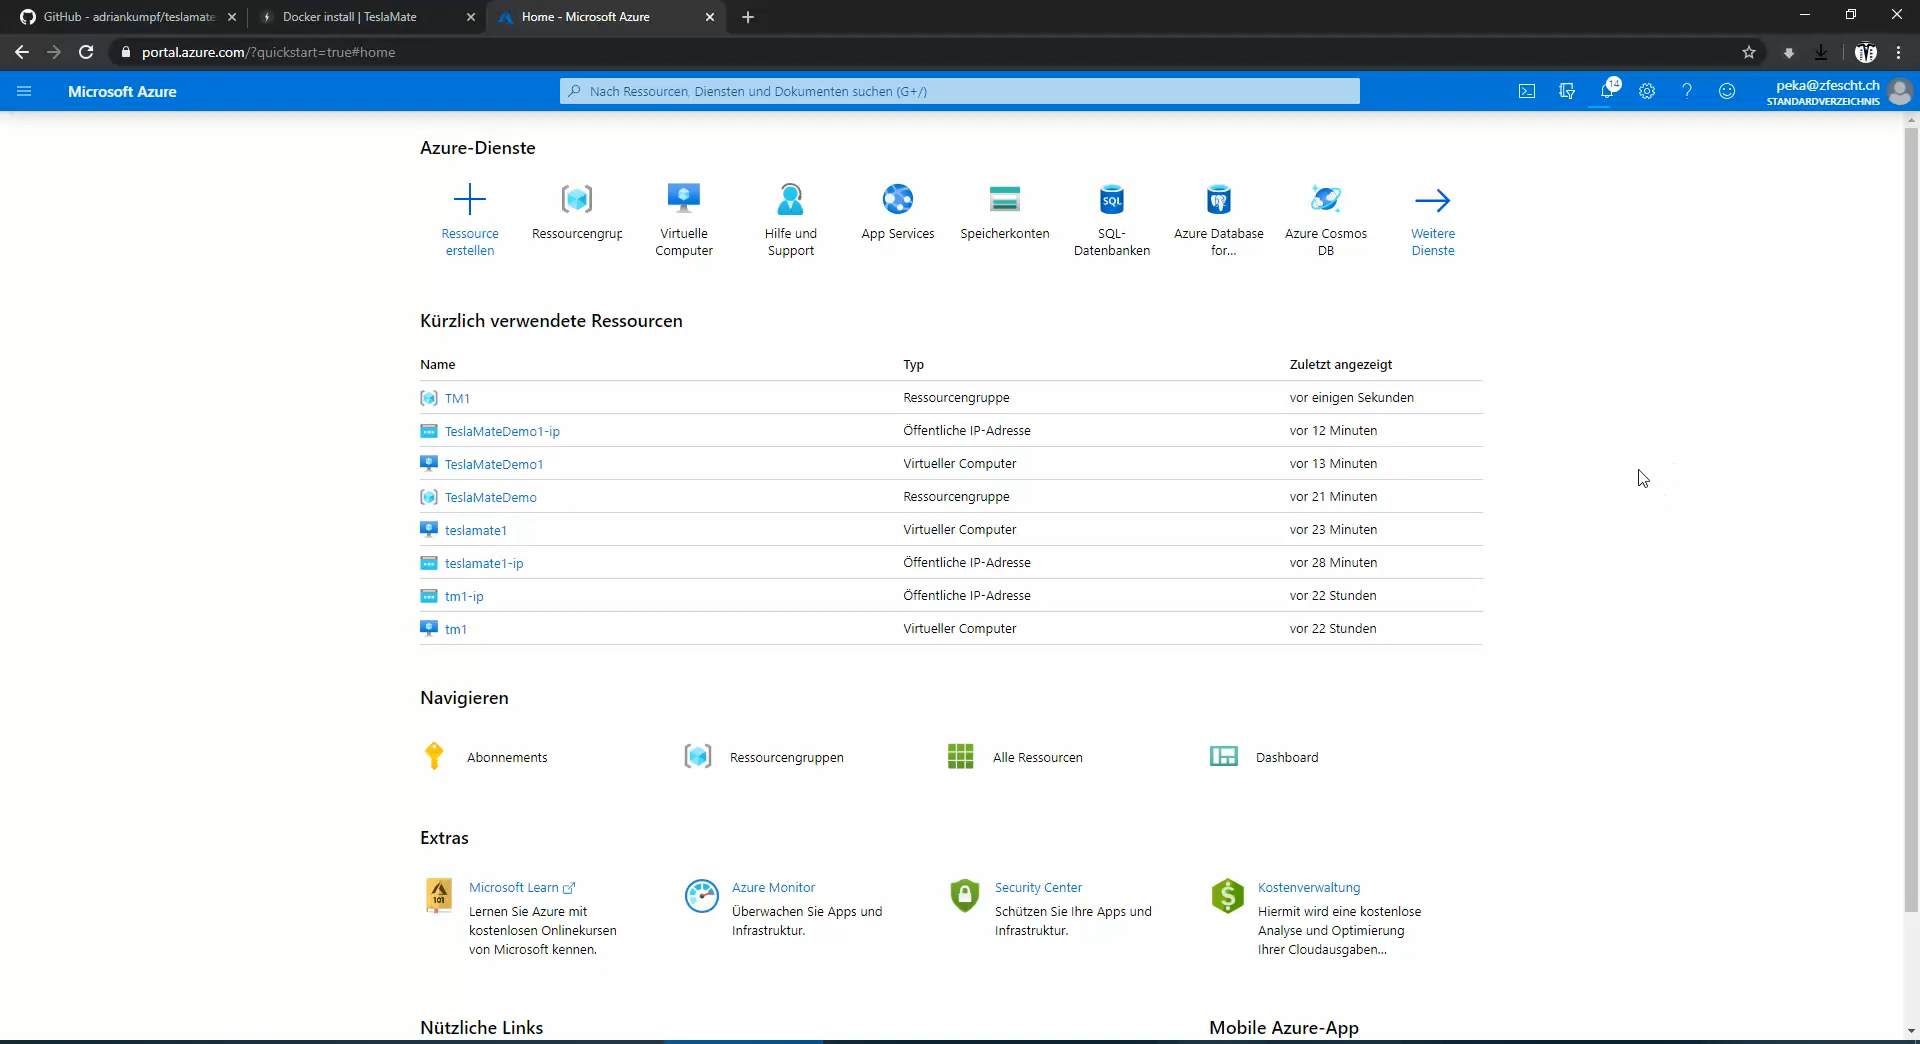 GitHub - adriankumpf/teslamate
Docker install | TeslaMate
Home - Microsoft Azure
portal.azure.com/?quickstart=true#home
Microsoft Azure
Nach Ressourcen, Diensten und Dokumenten suchen (G+/)
14
peka@zfescht.ch
STANDARDVERZEICHNIS
Azure-Dienste
Ressource
erstellen
Ressourcengrup
Virtuelle
Computer
Hilfe und
Support
App Services
Speicherkonten
SQL
SQL-
Datenbanken
Azure Database
for...
Azure Cosmos
DB
Weitere
Dienste
Kürzlich verwendete Ressourcen
Name Typ Zuletzt angezeigt
TM1 Ressourcengruppe vor einigen Sekunden
TeslaMateDemo1-ip Öffentliche IP-Adresse vor 12 Minuten
TeslaMateDemo1 Virtueller Computer vor 13 Minuten
TeslaMateDemo Ressourcengruppe vor 21 Minuten
teslamate1 Virtueller Computer vor 23 Minuten
teslamate1-ip Öffentliche IP-Adresse vor 28 Minuten
tm1-ip Öffentliche IP-Adresse vor 22 Stunden
tm1 Virtueller Computer vor 22 Stunden
Navigieren
Abonnements Ressourcengruppen Alle Ressourcen Dashboard
Extras
101
Microsoft Learn
Lernen Sie Azure mit
kostenlosen Onlinekursen
von Microsoft kennen.
Azure Monitor
Überwachen Sie Apps und
Infrastruktur.
Security Center
Schützen Sie Ihre Apps und
Infrastruktur.
Kostenverwaltung
Hiermit wird eine kostenlose
Analyse und Optimierung
Ihrer Cloudausgaben...
Nützliche Links
Mobile Azure-App